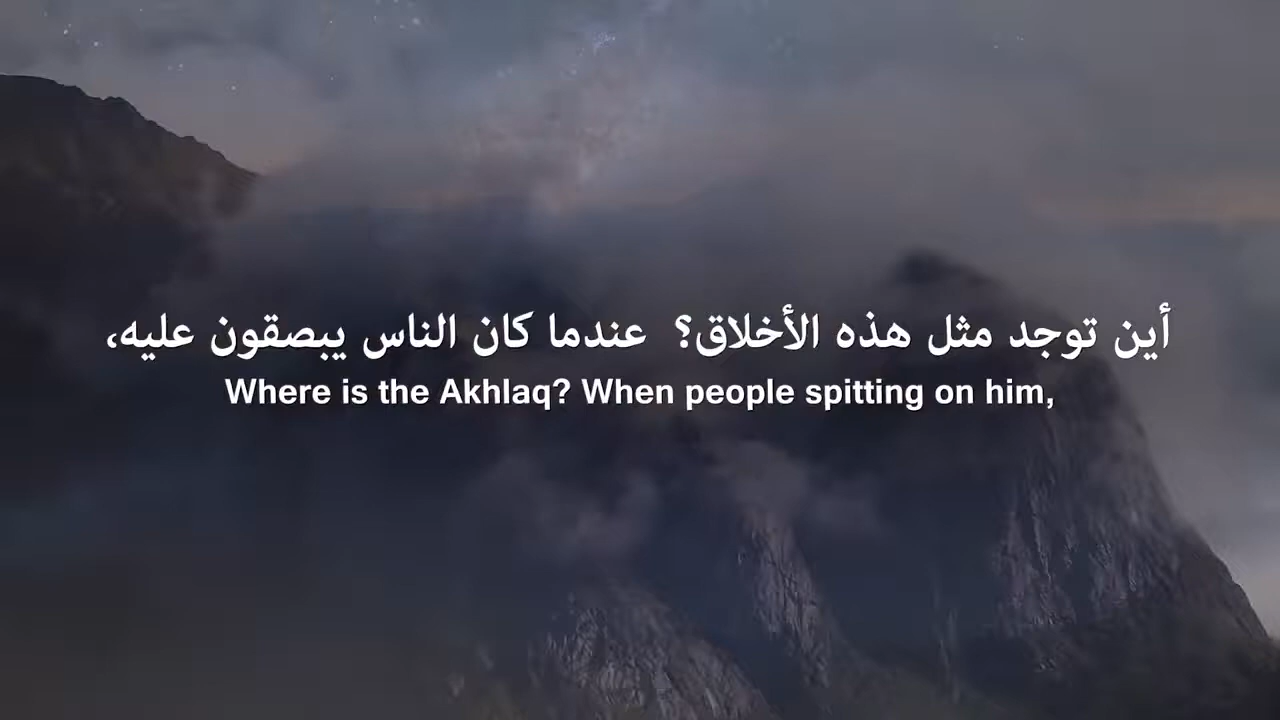 أين توجد مثل هذه الأخلاق؟ عندما كان الناس يبصقون عليه،
Where is the Akhlaq? When people spitting on him,